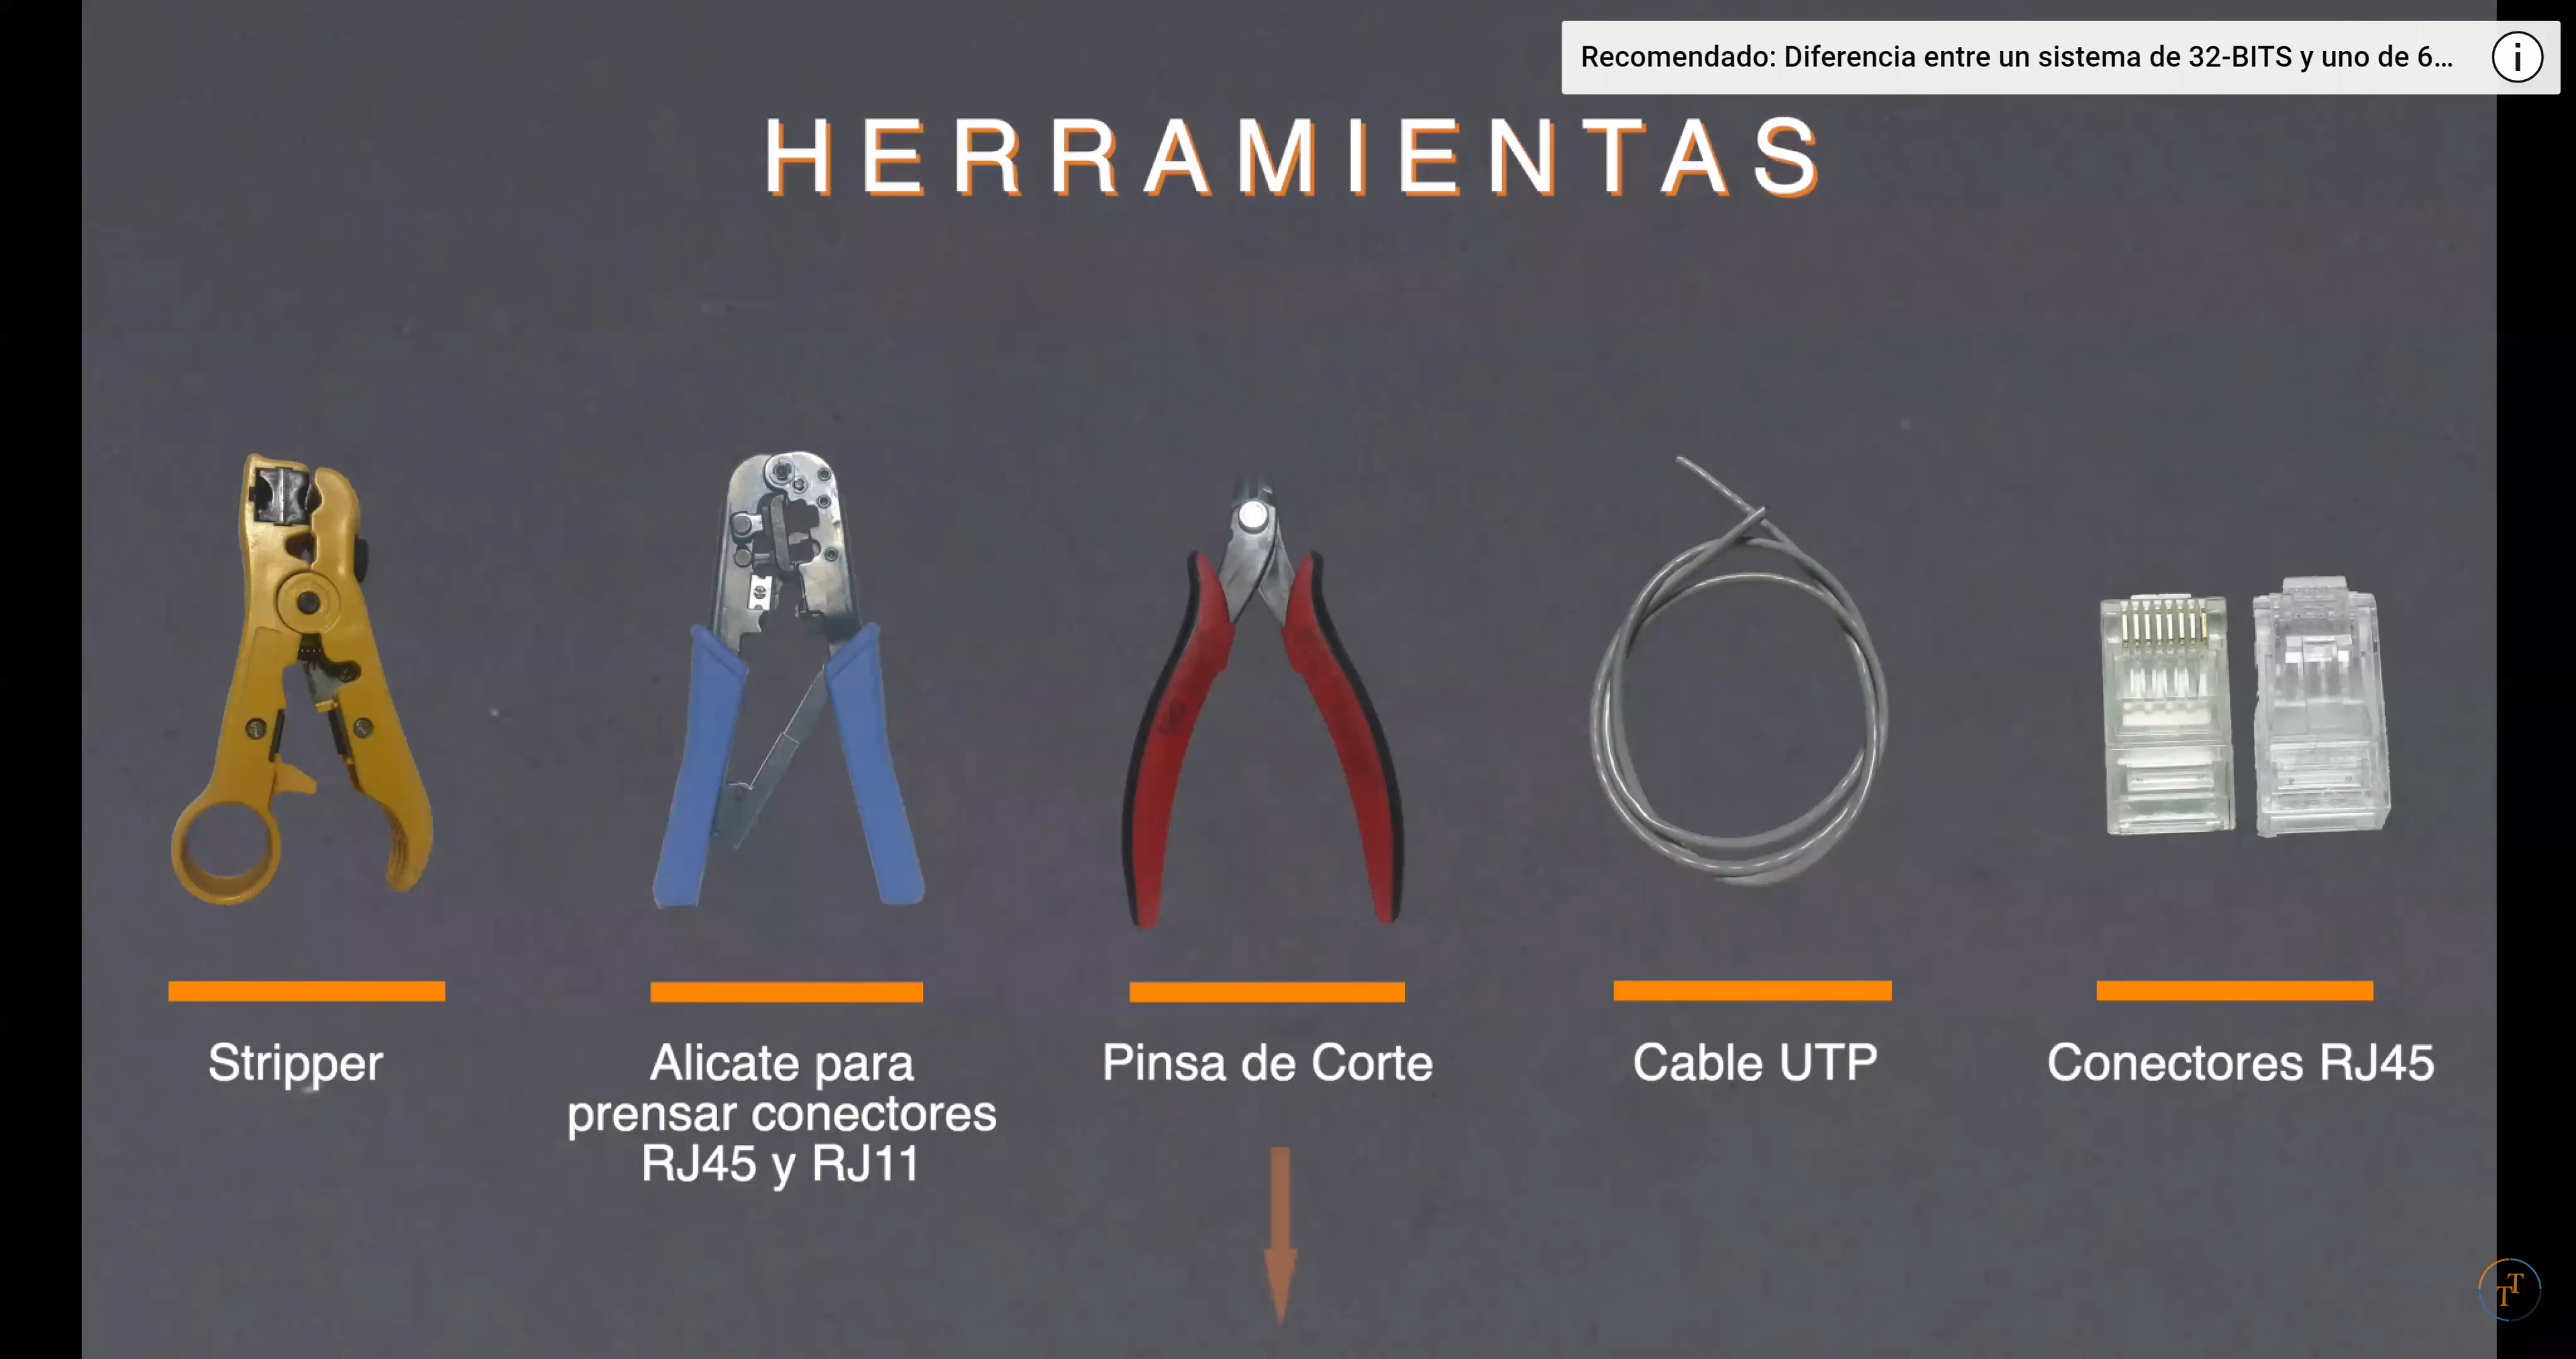 Recomendado: Diferencia entre un sistema de 32-BITS y uno de 6...
HERRAMIENTAS
Stripper
Alicate para
prensar conectores
RJ45 y RJ11
Pinsa de Corte
Cable UTP
Conectores RJ45
TT